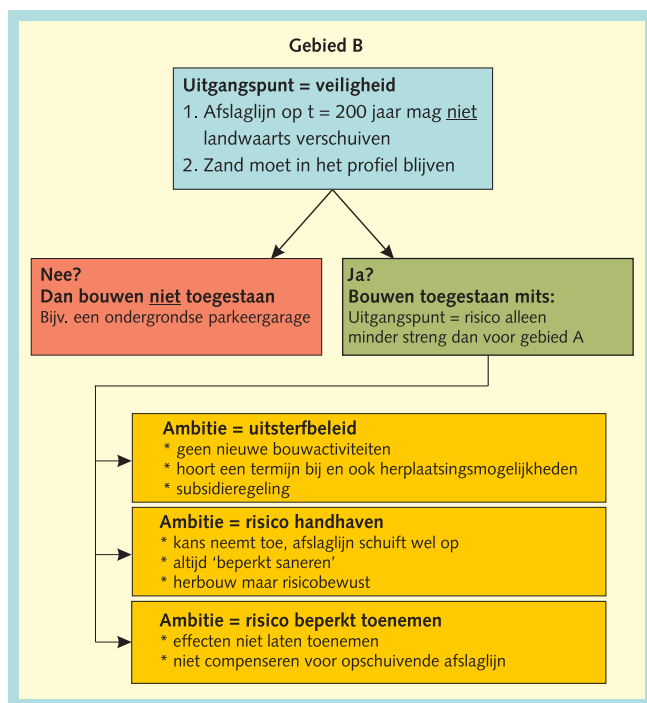 Gebied B
Uitgangspunt = veiligheid
1. Afslaglijn op t = 200 jaar mag niet
landwaarts verschuiven
2. Zand moet in het profiel blijven
Nee?
Dan bouwen niet toegestaan
Bijv. een ondergrondse parkeergarage
Ja?
Bouwen toegestaan mits:
Uitgangspunt = risico alleen
minder streng dan voor gebied A
Ambitie = uitsterfbeleid
* geen nieuwe bouwactiviteiten
* hoort een termijn bij en ook herplaatsingsmogelijkheden
* subsidieregeling
Ambitie = risico handhaven
* kans neemt toe, afslaglijn schuift wel op
* altijd ‘beperkt saneren’
* herbouw maar risicobewust
Ambitie = risico beperkt toenemen
* effecten niet laten toenemen
* niet compenseren voor opschuivende afslaglijn